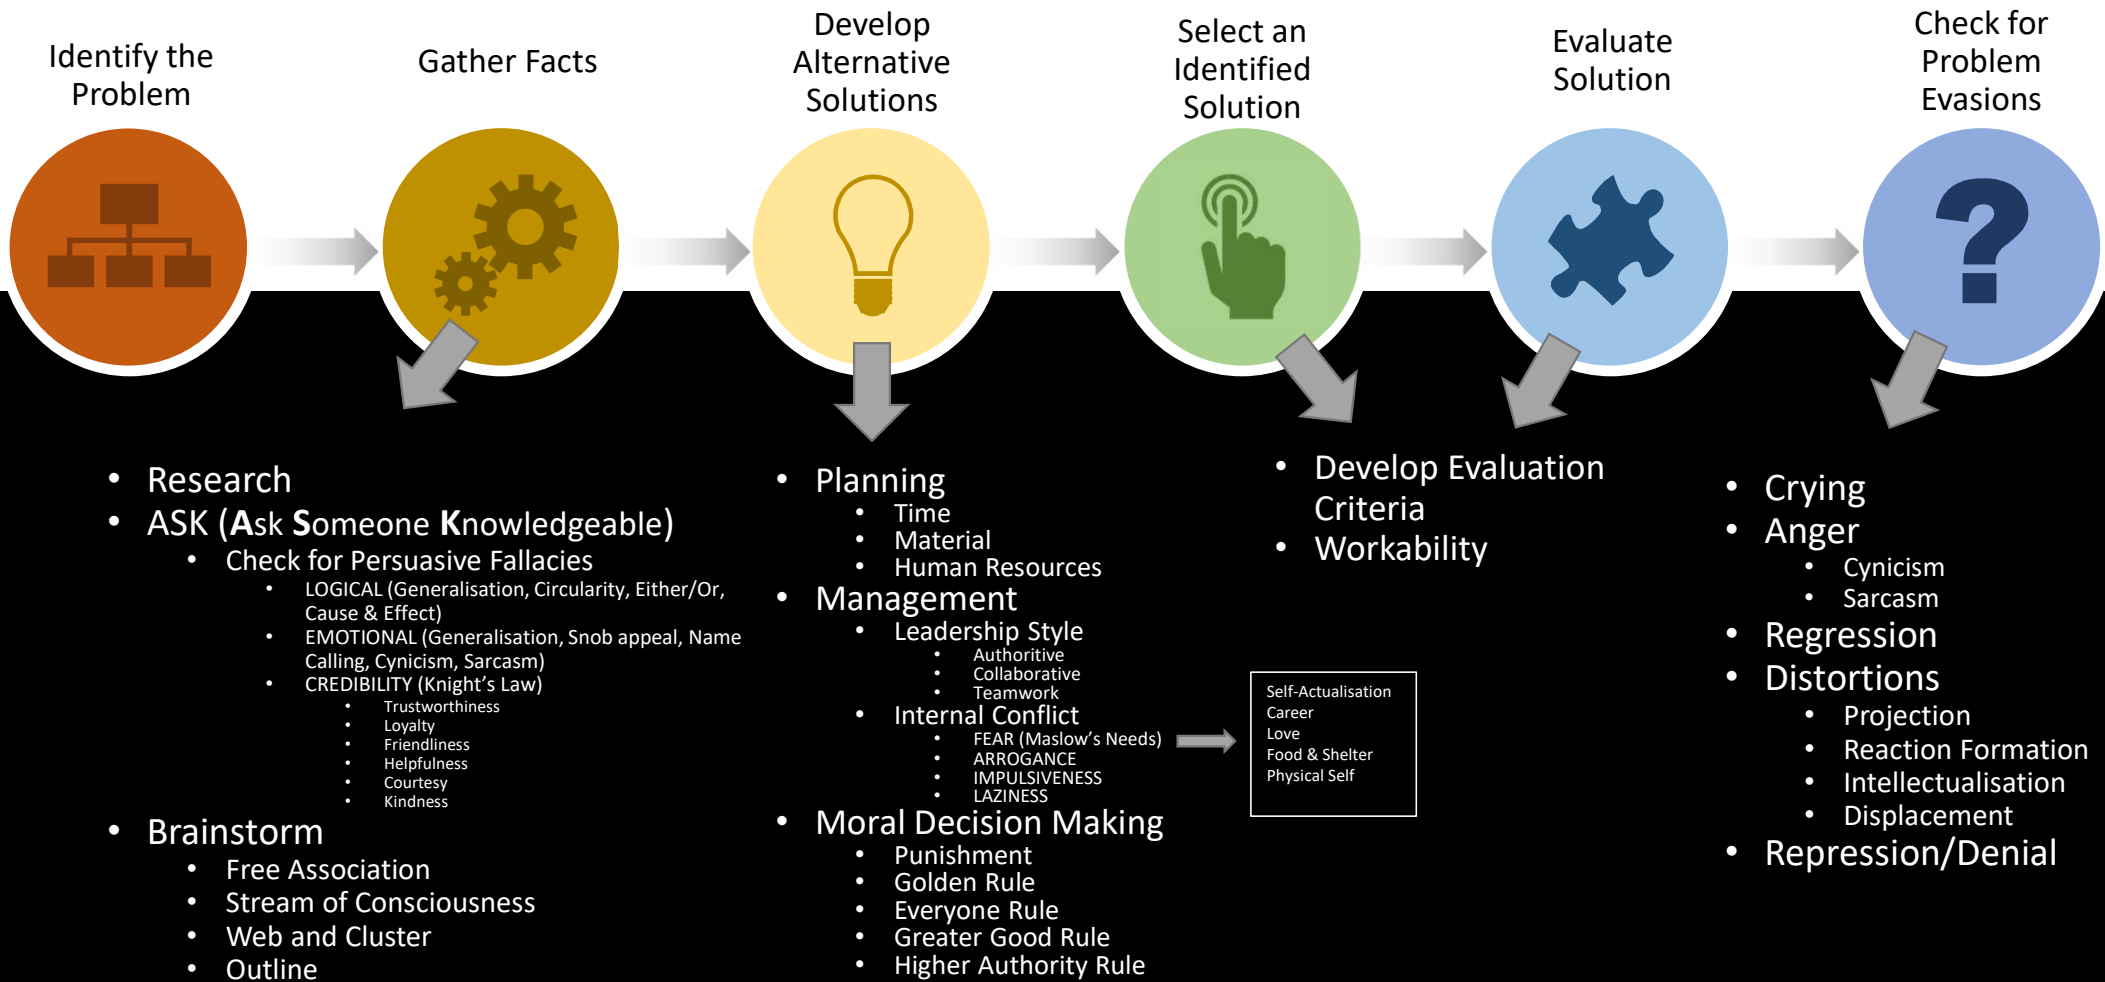 Identify the
Problem
Gather Facts
Develop
Alternative
Solutions
Select an
Identified
Solution
Evaluate
Solution
Check for
Problem
Evasions
• Research
• ASK (Ask Someone Knowledgeable)
• Check for Persuasive Fallacies
• LOGICAL (Generalisation, Circularity, Either/Or,
Cause & Effect)
• EMOTIONAL (Generalisation, Snob appeal, Name
Calling, Cynicism, Sarcasm)
• CREDIBILITY (Knight's Law)
• Trustworthiness
• Loyalty
• Friendliness
• Helpfulness
• Courtesy
• Kindness
• Brainstorm
• Free Association
• Stream of Consciousness
• Web and Cluster
• Outline
• Planning
• Time
• Material
• Human Resources
• Management
• Leadership Style
• Authoritive
• Collaborative
• Teamwork
• Internal Conflict
• FEAR (Maslow's Needs)
• ARROGANCE
• IMPULSIVENESS
• LAZINESS
• Moral Decision Making
• Punishment
• Golden Rule
• Everyone Rule
• Greater Good Rule
• Higher Authority Rule
Self-Actualisation
Career
Love
Food & Shelter
Physical Self
• Develop Evaluation
Criteria
• Workability
• Crying
• Anger
• Cynicism
• Sarcasm
• Regression
• Distortions
• Projection
• Reaction Formation
• Intellectualisation
• Displacement
• Repression/Denial